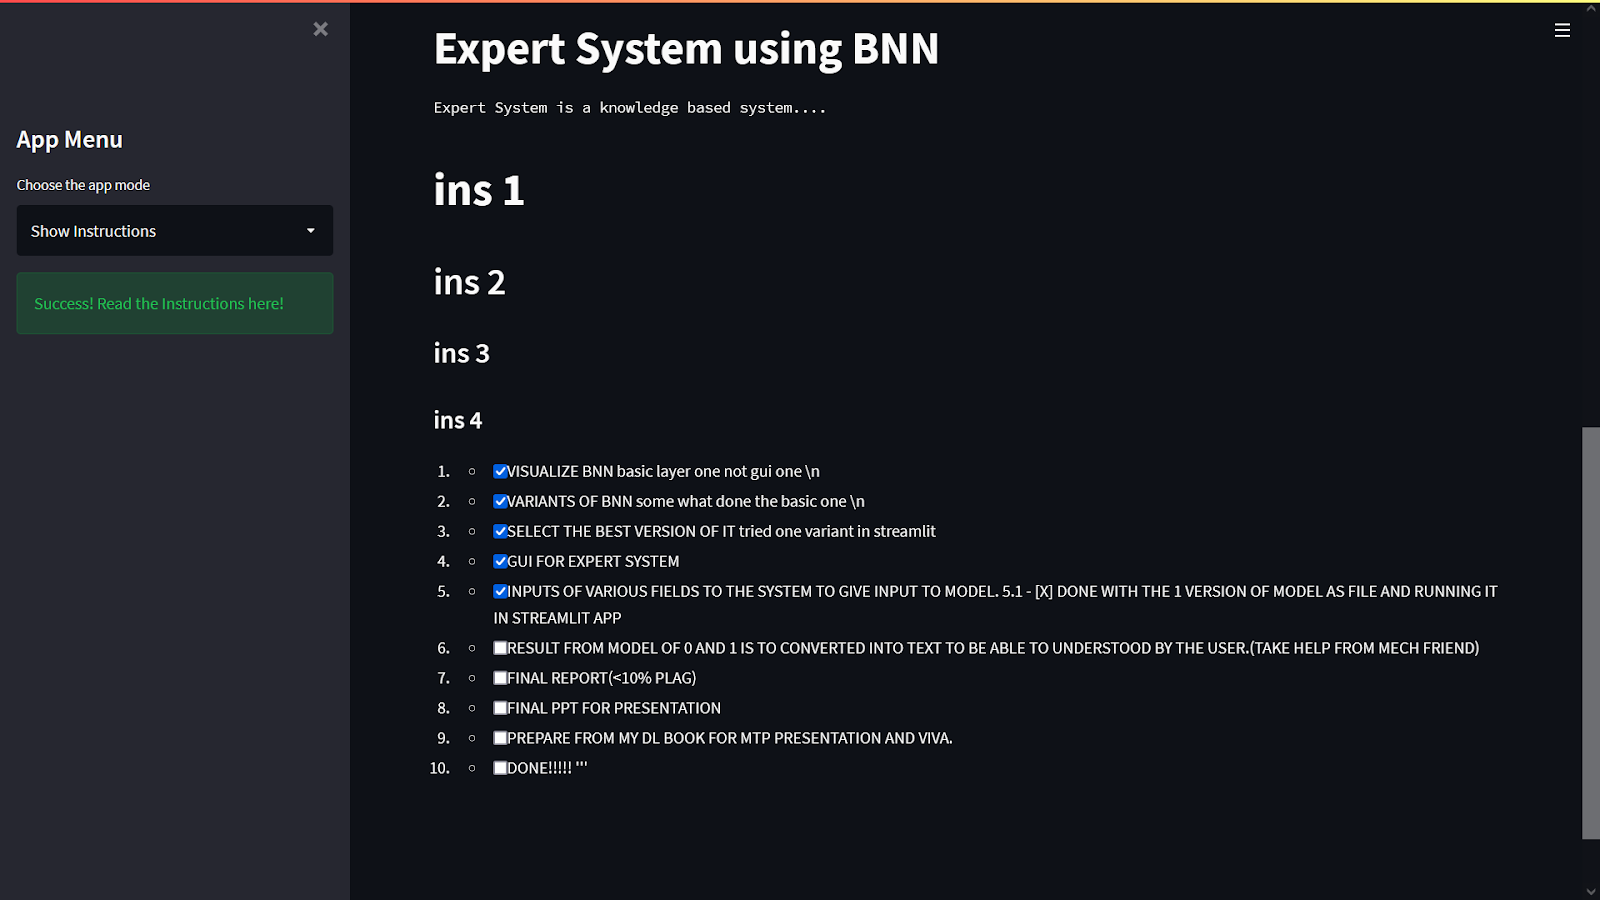 Expert System using BNN
Expert System is a knowledge based system....
App Menu
Choose the app mode
Show Instructions
Success! Read the Instructions here!
ins 1
ins 2
ins 3
ins 4
1. VISUALIZE BNN basic layer one not gui one \n
2. VARIANTS OF BNN some what done the basic one \n
3. SELECT THE BEST VERSION OF IT tried one variant in streamlit
4. GUI FOR EXPERT SYSTEM
5. INPUTS OF VARIOUS FIELDS TO THE SYSTEM TO GIVE INPUT TO MODEL. 5.1 - [X] DONE WITH THE 1 VERSION OF MODEL AS FILE AND RUNNING IT
IN STREAMLIT APP
6. RESULT FROM MODEL OF 0 AND 1 IS TO CONVERTED INTO TEXT TO BE ABLE TO UNDERSTOOD BY THE USER.(TAKE HELP FROM MECH FRIEND)
7. FINAL REPORT(<10% PLAG)
8. FINAL PPT FOR PRESENTATION
9. PREPARE FROM MY DL BOOK FOR MTP PRESENTATION AND VIVA.
10. DONE!!!!! '''